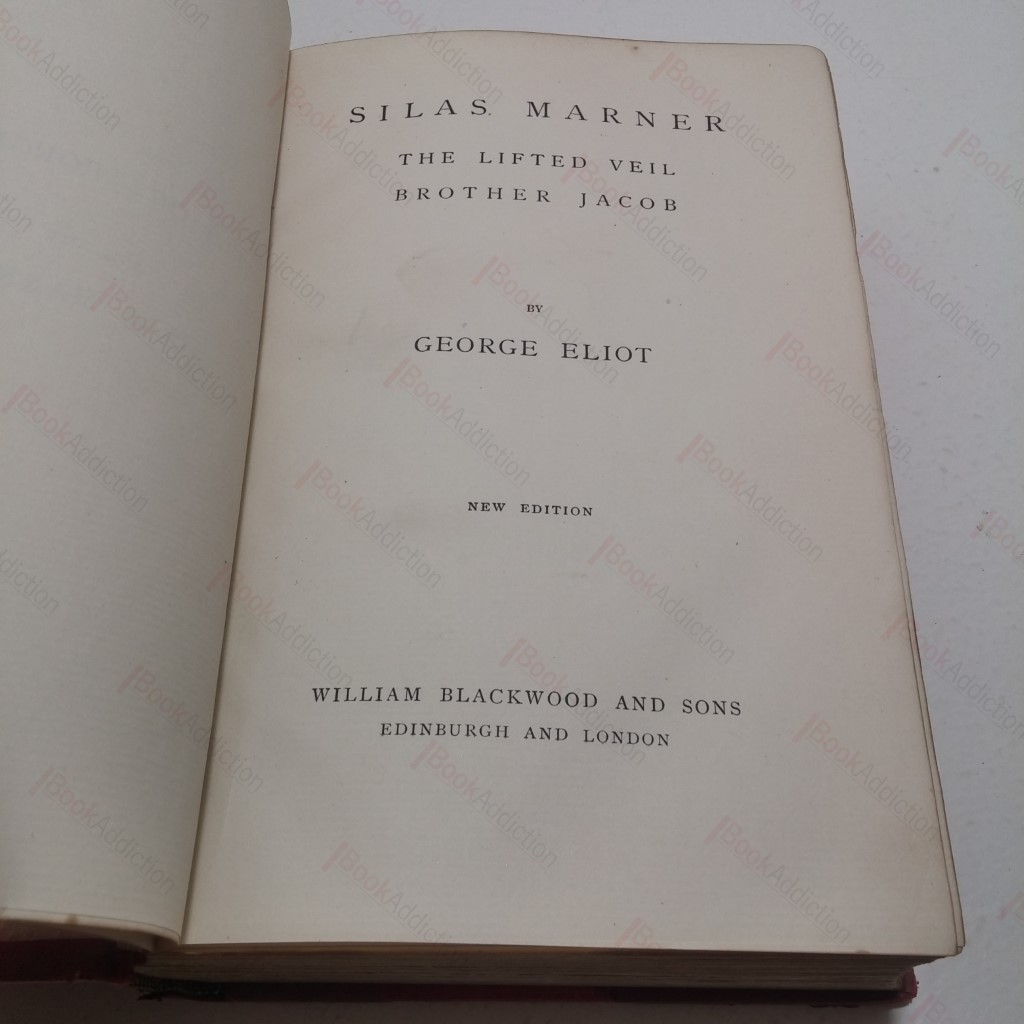 SILAS MARNER
THE LIFTED VEIL
BROTHER JACOB
BY
GEORGE ELIOT
NEW EDITION
WILLIAM BLACKWOOD AND SONS
EDINBURGH AND LONDON
BookAddiction